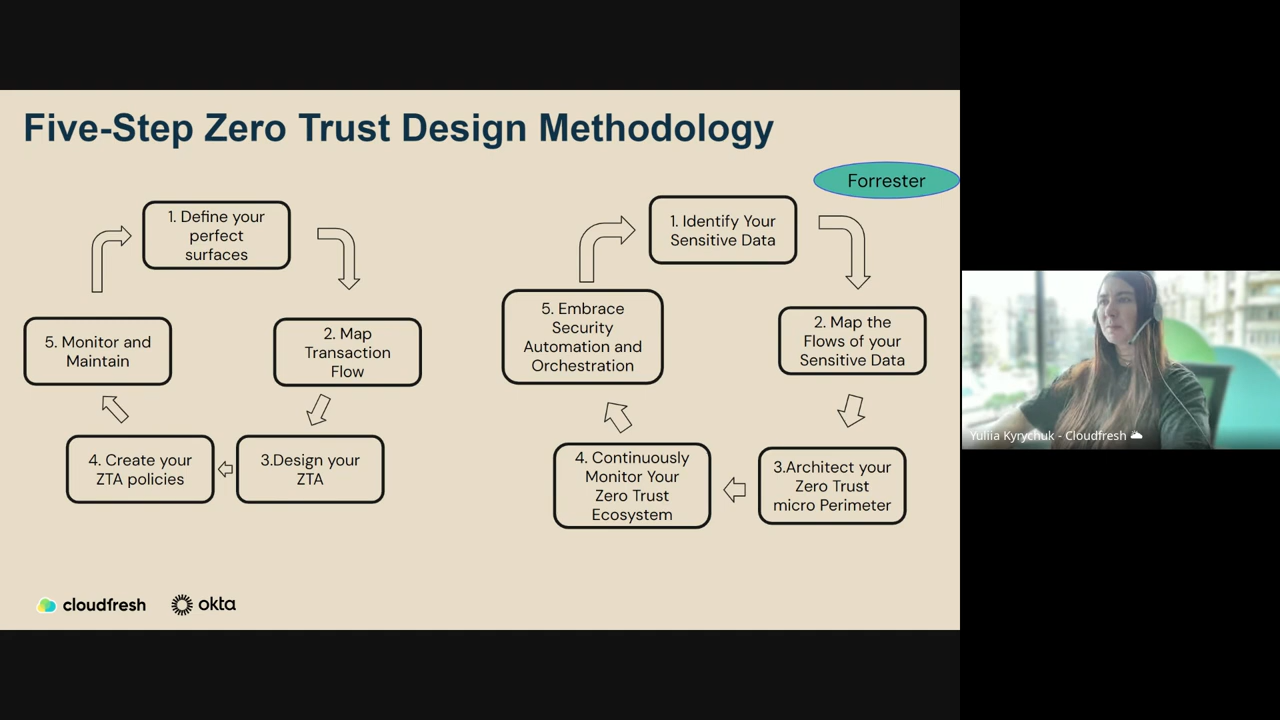 Five-Step Zero Trust Design Methodology
Forrester
1. Define your
perfect
surfaces
2. Map
Transaction
Flow
3.Design your
ZTA
4. Create your
ZTA policies
5. Monitor and
Maintain
1. Identify Your
Sensitive Data
2. Map the
Flows of your
Sensitive Data
3.Architect your
Zero Trust
micro Perimeter
4. Continuously
Monitor Your
Zero Trust
Ecosystem
5. Embrace
Security
Automation and
Orchestration
cloudfresh
okta
Yuliia Kyrychuk - Cloudfresh 🌥